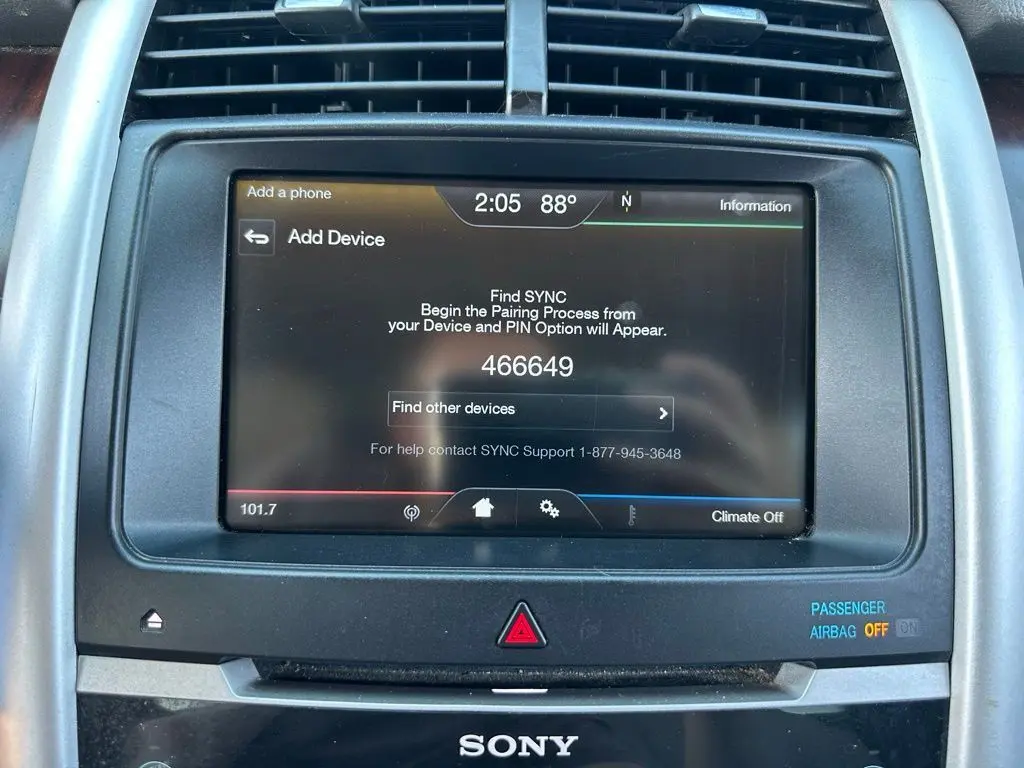 Add a phone
2:05 88° N
Information
Add Device
Find SYNC
Begin the Pairing Process from
your Device and PIN Option will Appear.
466649
Find other devices
For help contact SYNC Support 1-877-945-3648
101.7
Climate Off
PASSENGER
AIRBAG OFF ON
SONY